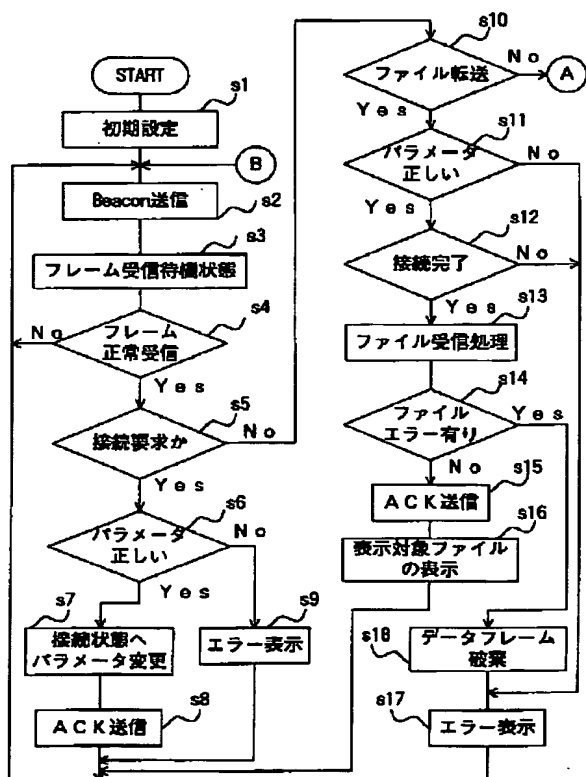 START
s1
初期設定
B
Beacon送信
s2
s3
フレーム受信待機状態
s4
No
フレーム
正常受信
Yes
s5
接続要求か
No
Yes
s6
パラメータ
正しい
No
Yes
s7
接続状態へ
パラメータ変更
s9
エラー表示
s8
ACK送信
s10
ファイル転送
No
A
Yes
s11
パラメータ
正しい
No
Yes
s12
接続完了
No
Yes
s13
ファイル受信処理
s14
ファイル
エラー有り
Yes
No
s15
ACK送信
s16
表示対象ファイル
の表示
s18
データフレーム
破棄
s17
エラー表示